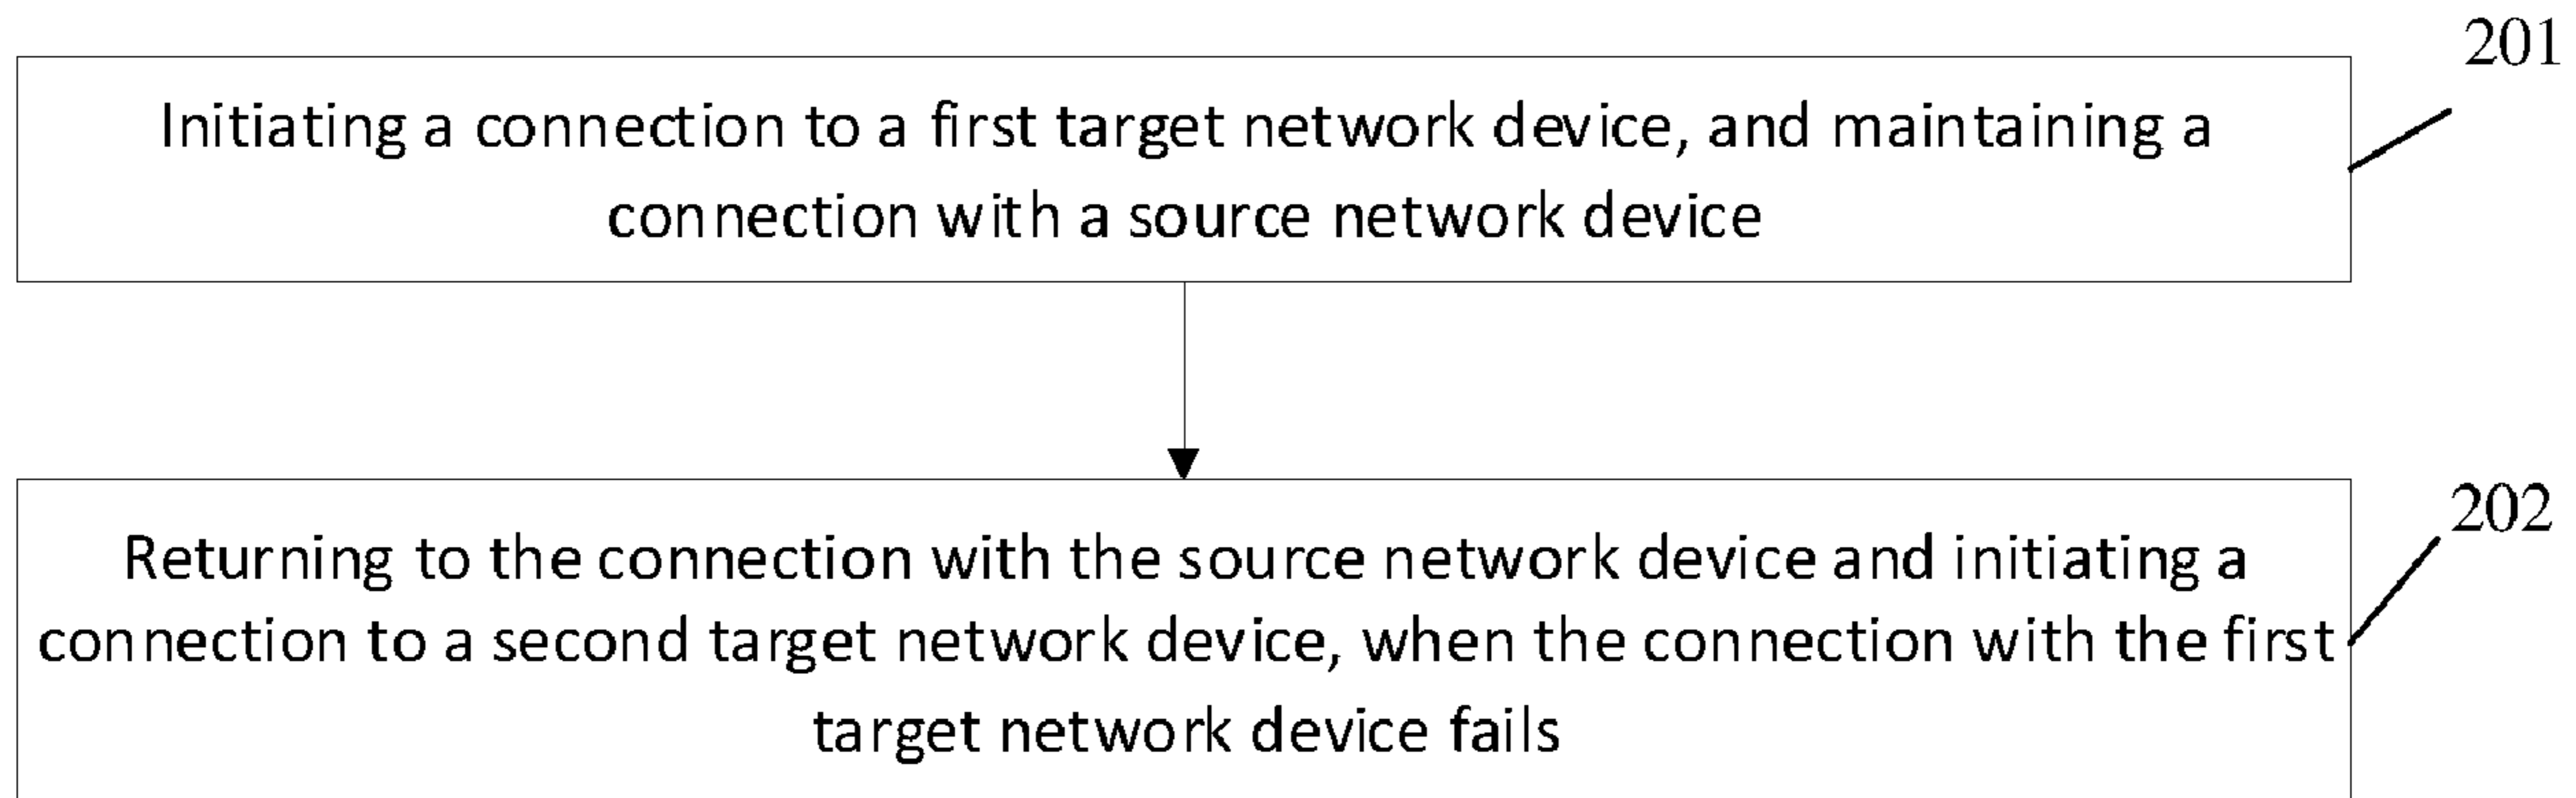 201
Initiating a connection to a first target network device, and maintaining a
connection with a source network device
202
Returning to the connection with the source network device and initiating a
connection to a second target network device, when the connection with the first
target network device fails